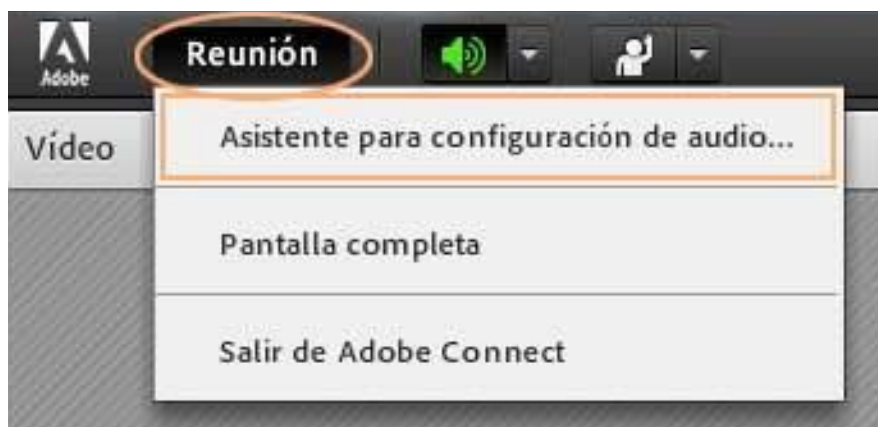 Adobe
Reunión
Vídeo
Asistente para configuración de audio...
Pantalla completa
Salir de Adobe Connect